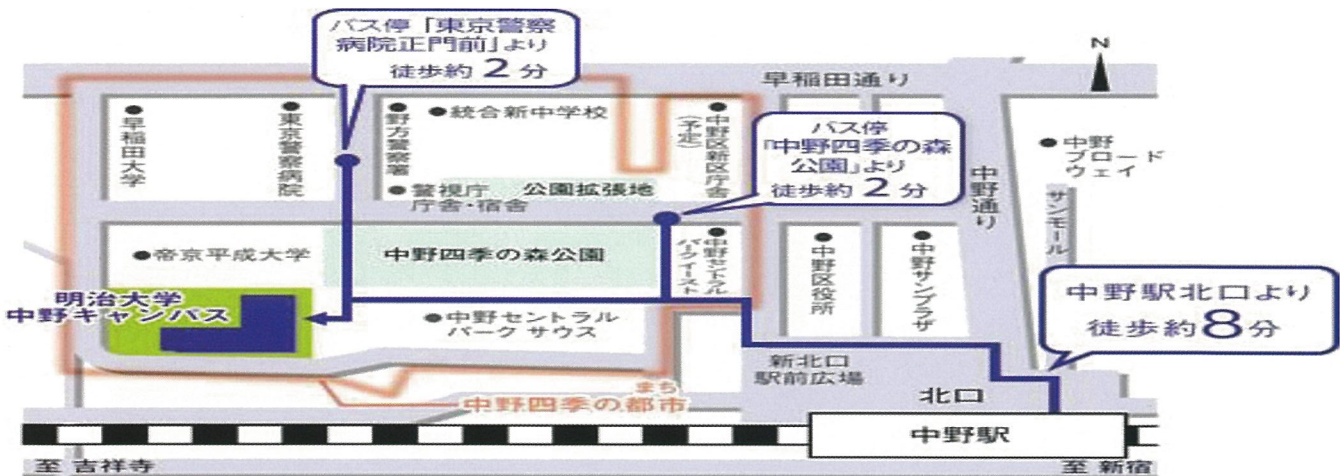 バス停「東京警察
病院正門前」より
徒歩約2分
N
早稲田通り
●早稲田大学
●東京警察病院
●野方警察署
●統合新中学校
●中野区新区庁舎
(予定)
バス停
「中野四季の森
公園」より
徒歩約2分
中野通り
●中野
ブロード
ウェイ
サンモール
●警視庁
庁舎・宿舎
公園拡張地
●帝京平成大学
中野四季の森公園
●中野セントラル
パークイースト
●中野区役所
●中野サンプラザ
中野駅北口より
徒歩約8分
明治大学
中野キャンパス
●中野セントラル
パーク サウス
新北口
駅前広場
北口
まち
中野四季の都市
中野駅
至 吉祥寺
至 新宿